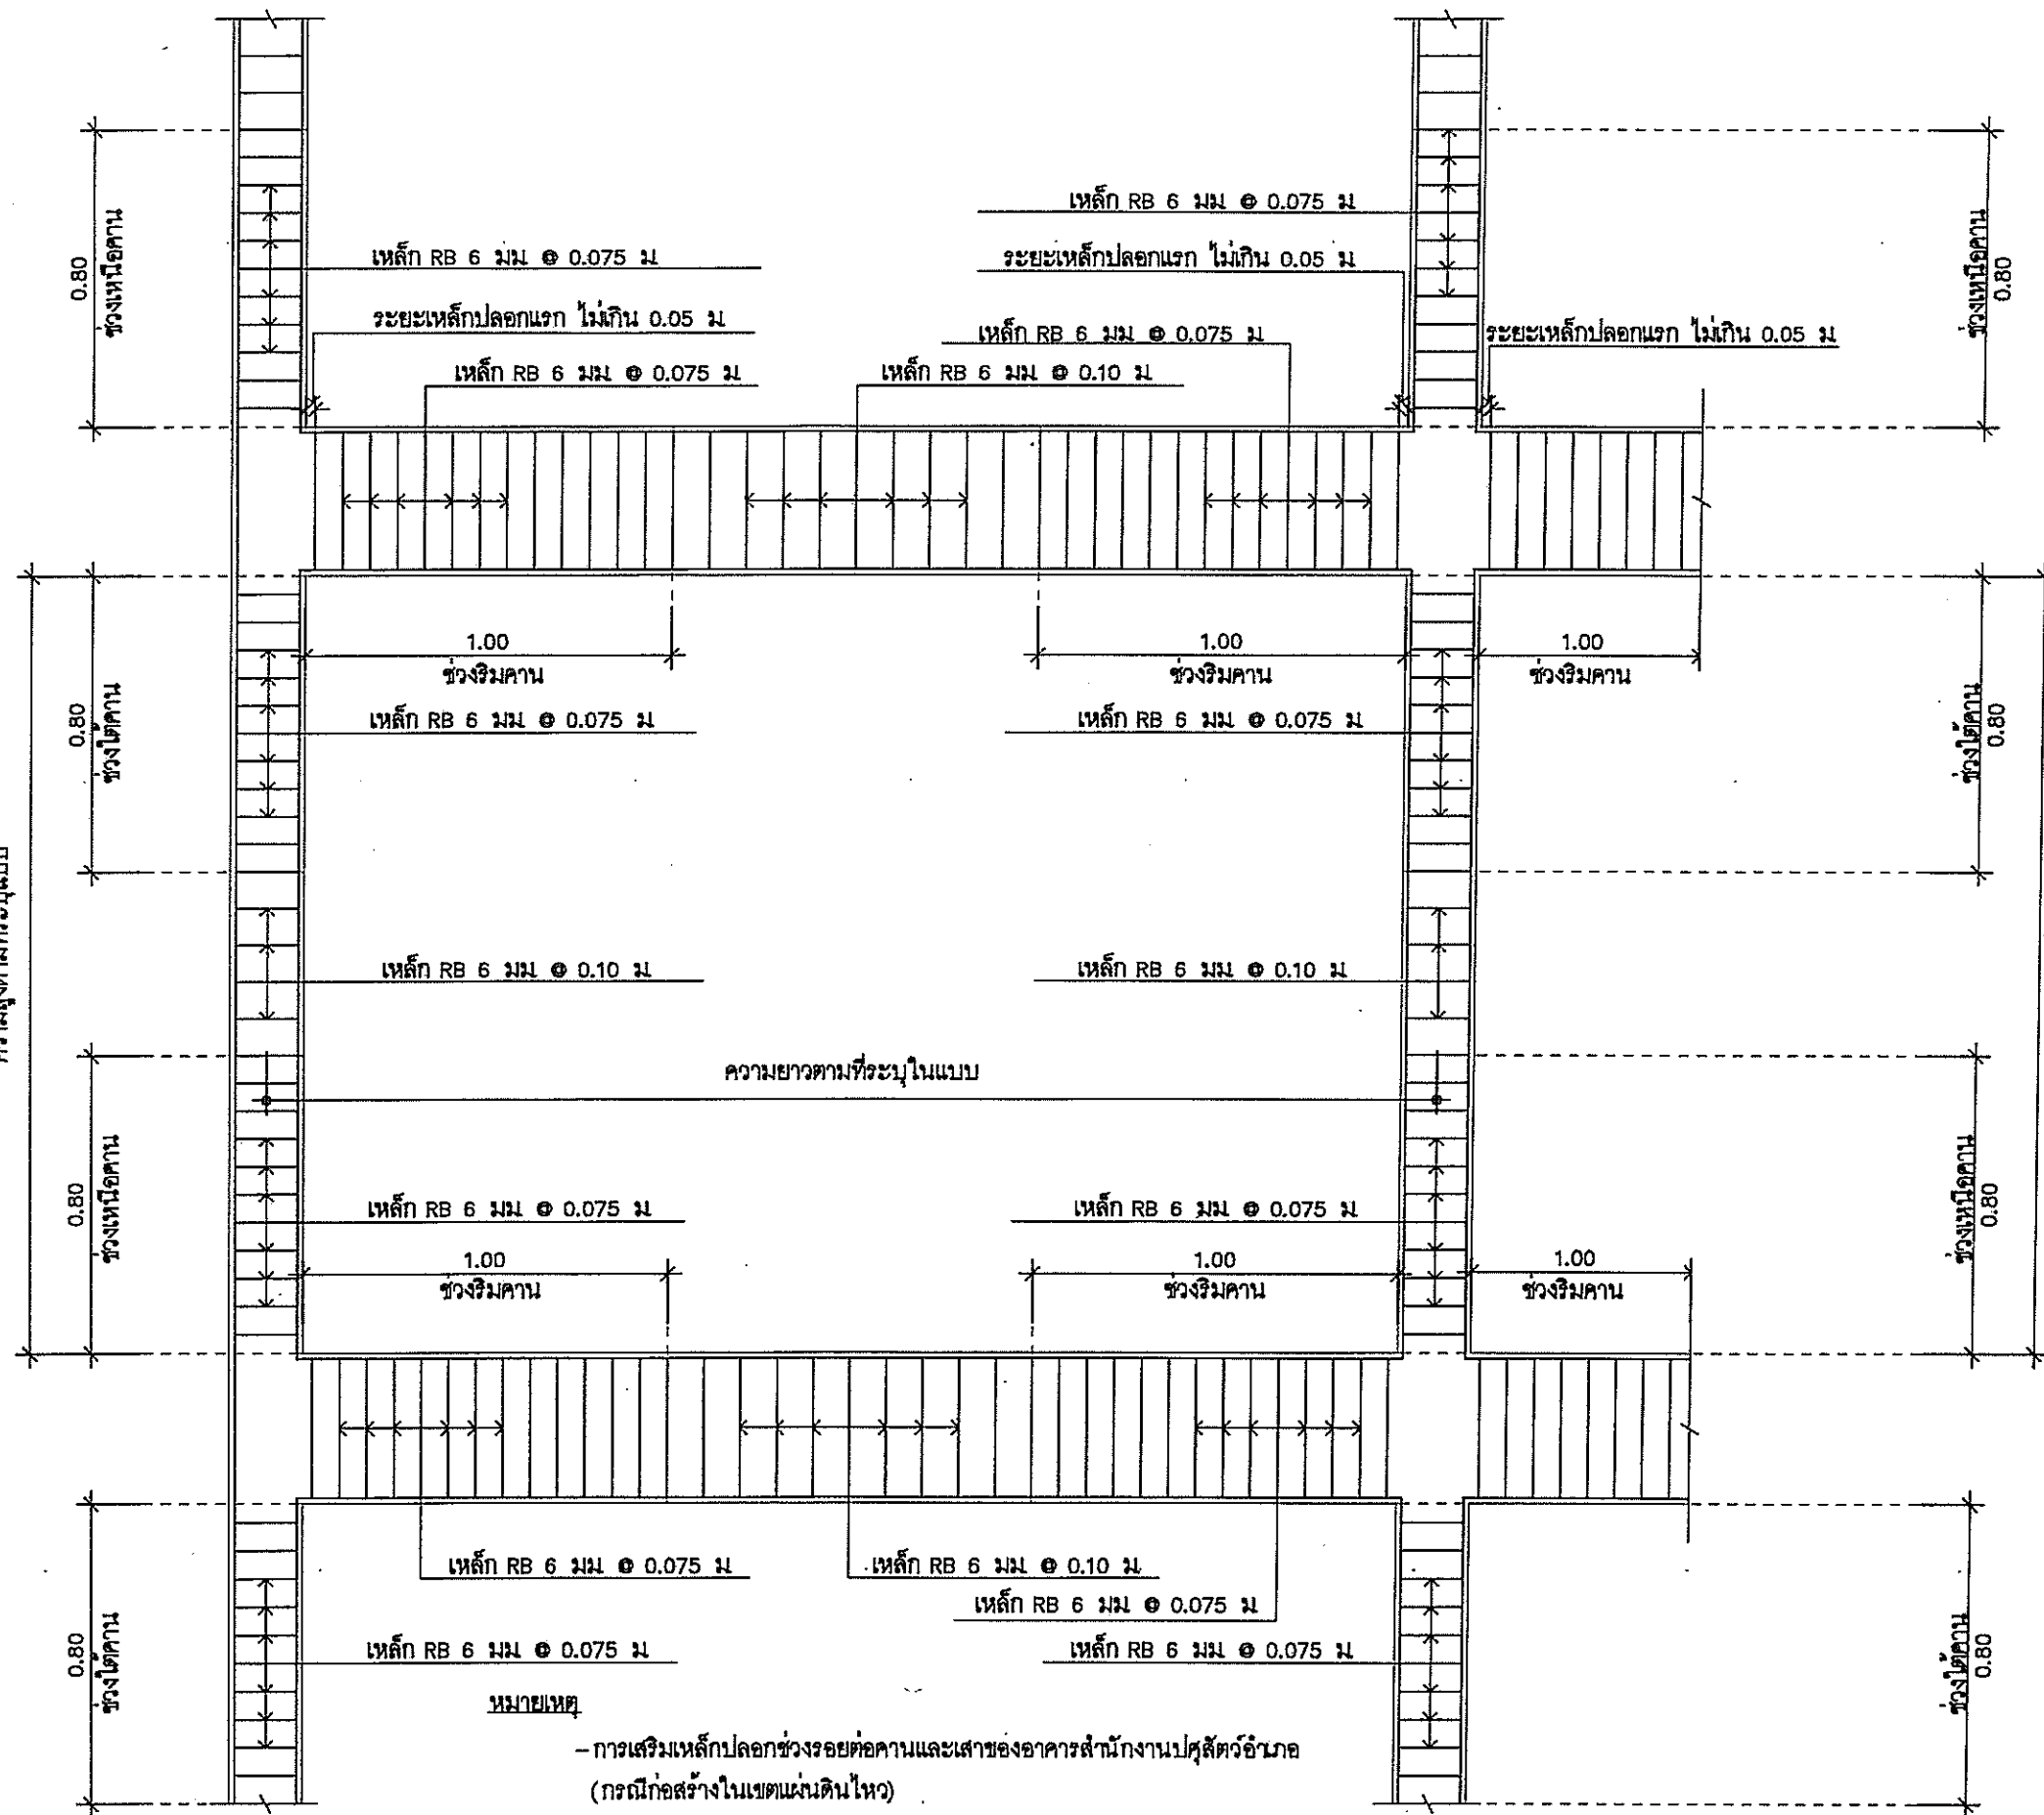 เหล็ก RB 6 มม @ 0.075 ม
เหล็ก RB 6 มม @ 0.075 ม
ระยะเหล็กปลอกแรก ไม่เกิน 0.05 ม
ระยะเหล็กปลอกแรก ไม่เกิน 0.05 ม
เหล็ก RB 6 มม @ 0.075 ม
ระยะเหล็กปลอกแรก ไม่เกิน 0.05 ม
เหล็ก RB 6 มม @ 0.075 ม
เหล็ก RB 6 มม @ 0.10 ม
0.80
ช่วงเหนือคาน
ช่วงเหนือคาน
0.80
1.00
ช่วงริมคาน
1.00
ช่วงริมคาน
1.00
ช่วงริมคาน
เหล็ก RB 6 มม @ 0.075 ม
เหล็ก RB 6 มม @ 0.075 ม
0.80
ช่วงใต้คาน
ช่วงใต้คาน
0.80
เหล็ก RB 6 มม @ 0.10 ม
เหล็ก RB 6 มม @ 0.10 ม
ความยาวตามที่ระบุในแบบ
0.80
ช่วงเหนือคาน
ช่วงเหนือคาน
0.80
เหล็ก RB 6 มม @ 0.075 ม
เหล็ก RB 6 มม @ 0.075 ม
1.00
ช่วงริมคาน
1.00
ช่วงริมคาน
1.00
ช่วงริมคาน
เหล็ก RB 6 มม @ 0.075 ม
เหล็ก RB 6 มม @ 0.10 ม
เหล็ก RB 6 มม @ 0.075 ม
เหล็ก RB 6 มม @ 0.075 ม
เหล็ก RB 6 มม @ 0.075 ม
0.80
ช่วงใต้คาน
ช่วงใต้คาน
0.80
หมายเหตุ
-การเสริมเหล็กปลอกช่วงรอยต่อคานและเสาของอาคารสำนักงานปศุสัตว์อำเภอ
(กรณีก่อสร้างในเขตแผ่นดินไหว)